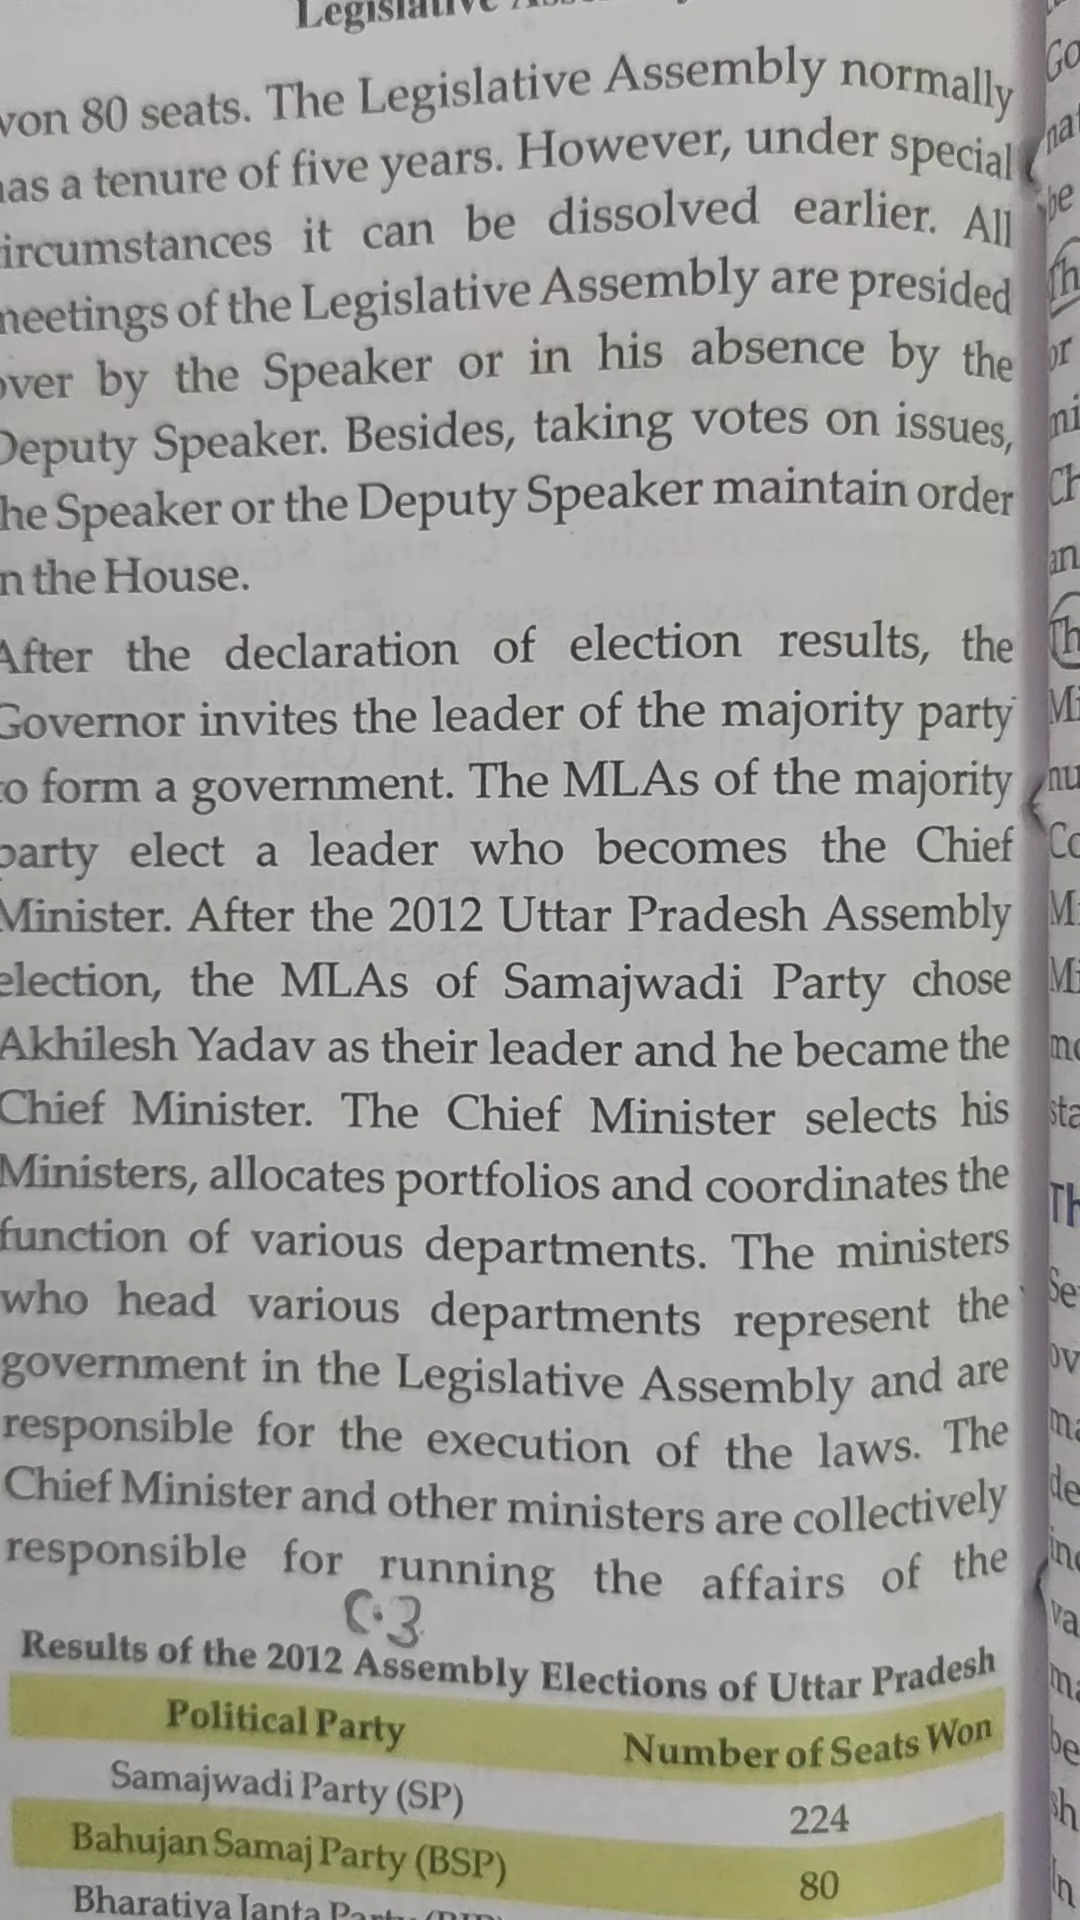 Legislative
von 80 seats. The Legislative Assembly normally
has a tenure of five years. However, under special
ircumstances it can be dissolved earlier. All
neetings of the Legislative Assembly are presided
over by the Speaker or in his absence by the
Deputy Speaker. Besides, taking votes on issues,
he Speaker or the Deputy Speaker maintain order
n the House.
After the declaration of election results, the
Governor invites the leader of the majority party
to form a government. The MLAs of the majority
party elect a leader who becomes the Chief
Minister. After the 2012 Uttar Pradesh Assembly
election, the MLAs of Samajwadi Party chose
Akhilesh Yadav as their leader and he became the
Chief Minister. The Chief Minister selects his
Ministers, allocates portfolios and coordinates the
function of various departments. The ministers
who head various departments represent the
government in the Legislative Assembly and are
responsible for the execution of the laws. The
Chief Minister and other ministers are collectively
responsible for running the affairs of the
Results of the 2012 Assembly Elections of Uttar Pradesh
Political Party Number of Seats Won
Samajwadi Party (SP) 224
Bahujan Samaj Party (BSP) 80
Bharatiya Janta Party